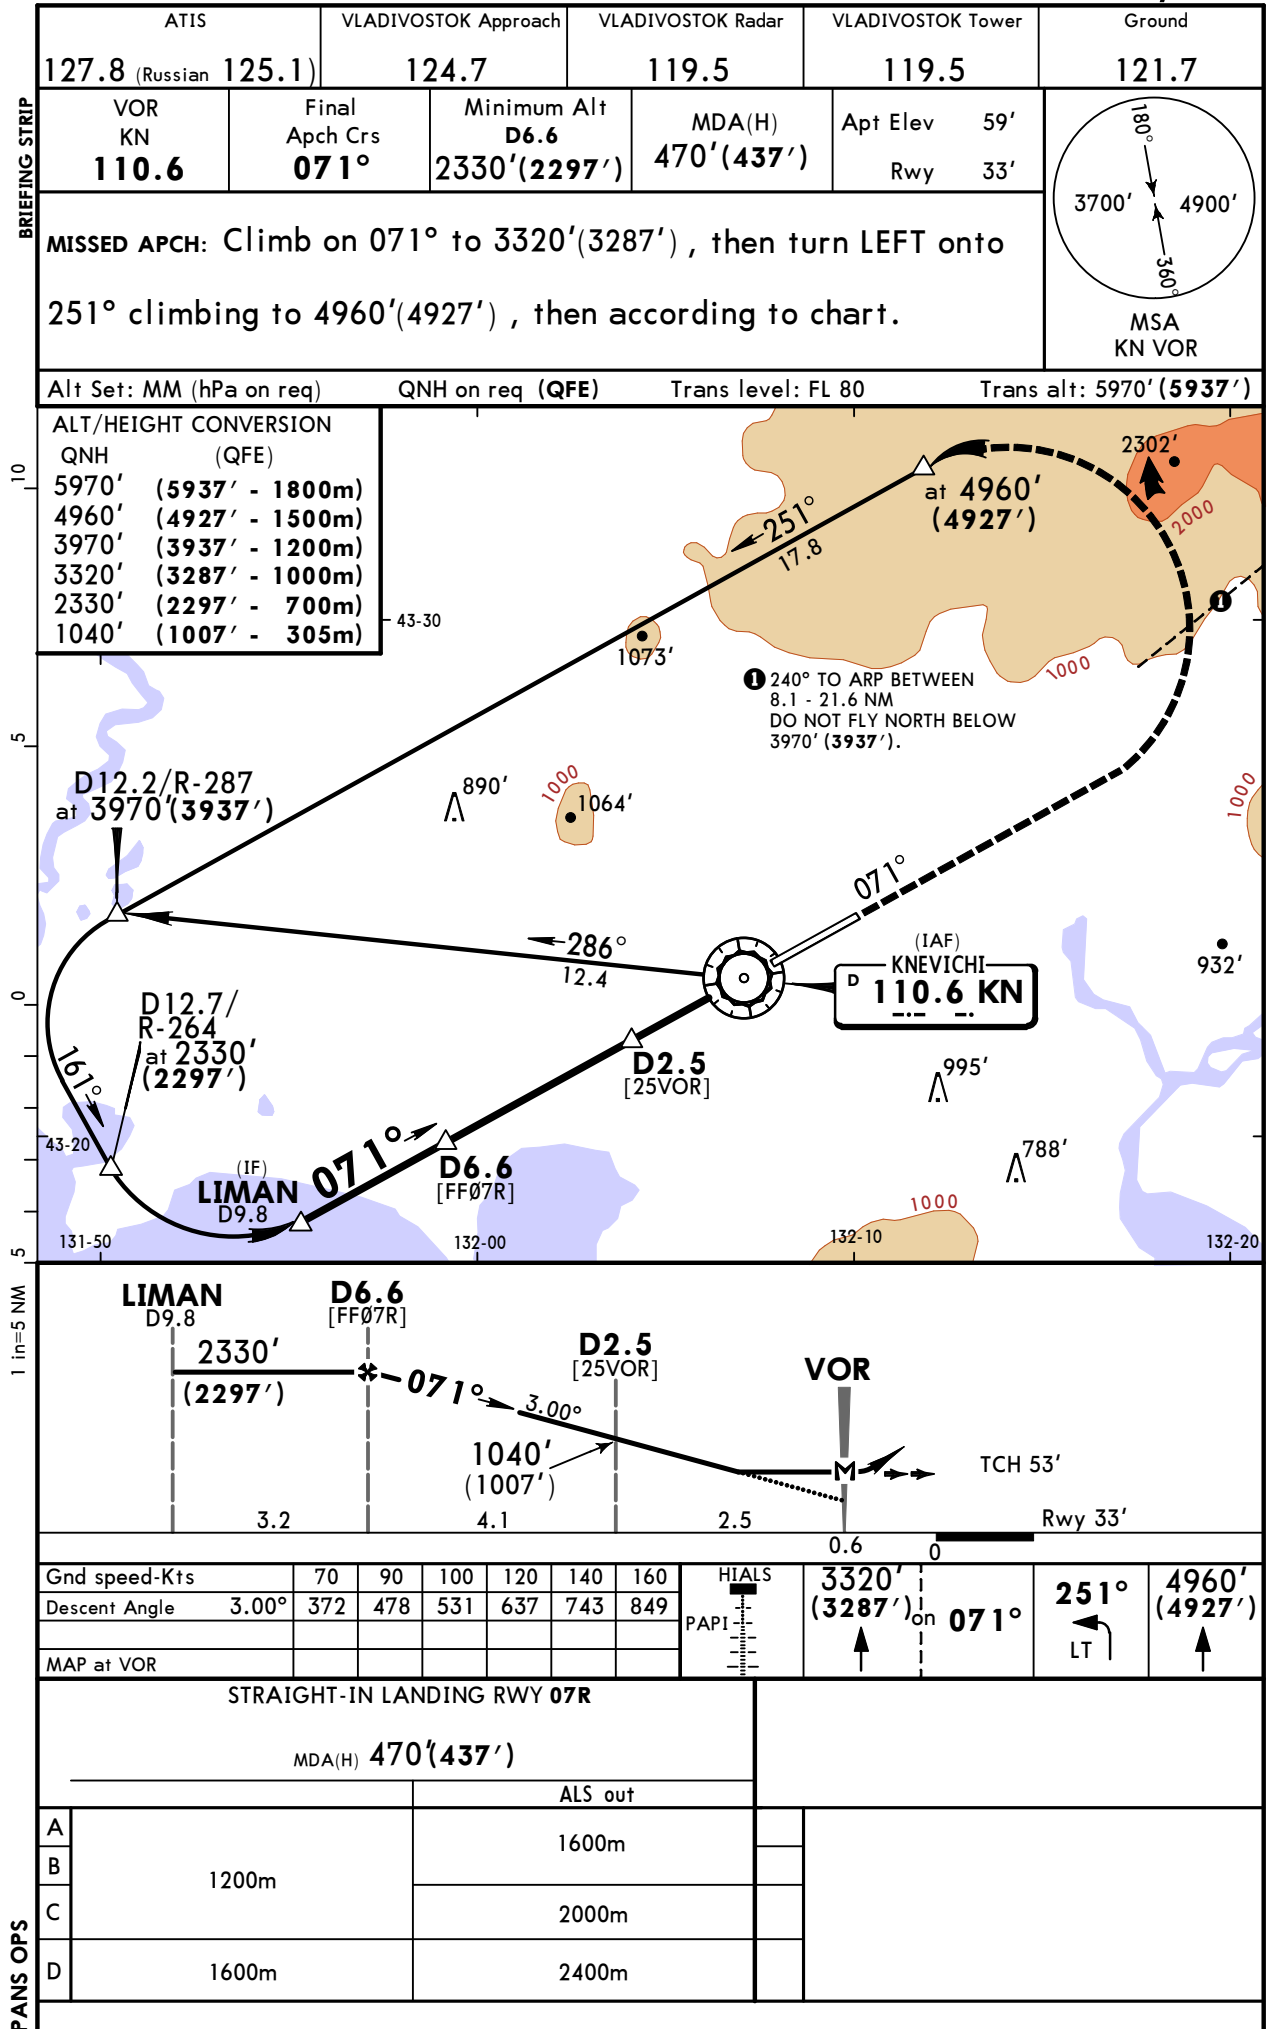 ATIS
127.8 (Russian 125.1)
VLADIVOSTOK Approach
124.7
VLADIVOSTOK Radar
119.5
VLADIVOSTOK Tower
119.5
Ground
121.7
BRIEFING STRIP
VOR
KN
110.6
Final
Apch Crs
071°
Minimum Alt
D6.6
2330'(2297')
MDA(H)
470'(437')
Apt Elev 59'
Rwy 33'
180°
3700' 4900'
360°
MSA
KN VOR
MISSED APCH: Climb on 071° to 3320'(3287') , then turn LEFT onto
251° climbing to 4960'(4927') , then according to chart.
Alt Set: MM (hPa on req) QNH on req (QFE) Trans level: FL 80 Trans alt: 5970' (5937')
ALT/HEIGHT CONVERSION
QNH (QFE)
5970' (5937' - 1800m)
4960' (4927' - 1500m)
3970' (3937' - 1200m)
3320' (3287' - 1000m)
2330' (2297' - 700m)
1040' (1007' - 305m)
10
5
0
5
1 in=5 NM
43-30
2302'
2000
at 4960'
(4927')
251°
17.8
1
1073'
1000
1 240° TO ARP BETWEEN
8.1 - 21.6 NM
DO NOT FLY NORTH BELOW
3970' (3937').
D12.2/R-287
at 3970'(3937')
890'
1000
1064'
1000
071°
286°
12.4
(IAF)
KNEVICHI
D 110.6 KN
932'
D12.7/
R-264
at 2330'
(2297')
161°
D2.5
[25VOR]
995'
43-20
071°
D6.6
[FF07R]
788'
(IF)
LIMAN
D9.8
1000
131-50
132-00
132-10
132-20
LIMAN
D9.8
D6.6
[FF07R]
D2.5
[25VOR]
VOR
2330'
(2297')
071°
3.00°
1040'
(1007')
M
TCH 53'
Rwy 33'
3.2 4.1 2.5
0.6 0
Gnd speed-Kts 70 90 100 120 140 160
Descent Angle 3.00° 372 478 531 637 743 849
MAP at VOR
HIALS
PAPI
3320'
(3287')
on 071°
251°
LT
4960'
(4927')
STRAIGHT-IN LANDING RWY 07R
MDA(H) 470'(437')
ALS out
A
B
C
D
1200m
1600m
1600m
2000m
2400m
PANS OPS